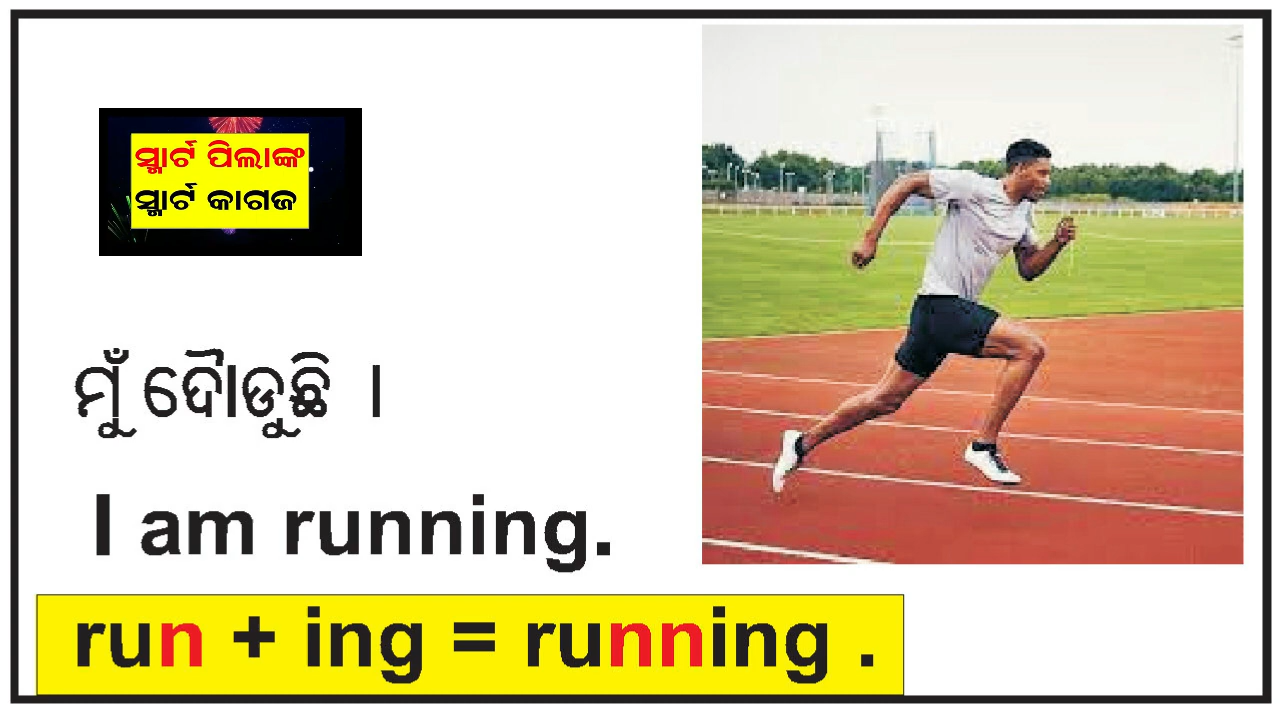 ସ୍ମାର୍ଟ ପିଲାଙ୍କ
ସ୍ମାର୍ଟ କାଗଜ
ମୁଁ ଦୌଡୁଛି ।
I am running.
run + ing = running .